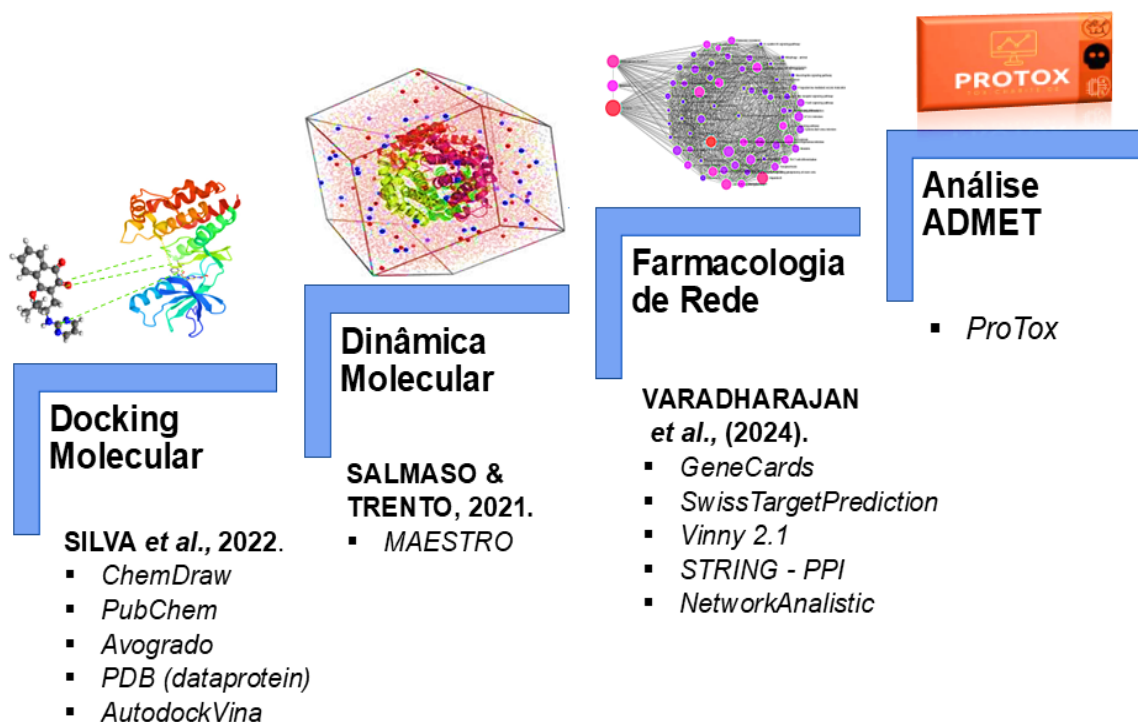 PROTOX
Análise
ADMET
▪ ProTox
Farmacologia
de Rede
VARADHARAJAN
et al., (2024).
▪ GeneCards
▪ SwissTargetPrediction
▪ Vinny 2.1
▪ STRING - PPI
▪ NetworkAnalistic
Dinâmica
Molecular
SALMASO &
TRENTO, 2021.
▪ MAESTRO
Docking
Molecular
SILVA et al., 2022.
▪ ChemDraw
▪ PubChem
▪ Avogrado
▪ PDB (dataprotein)
▪ AutodockVina